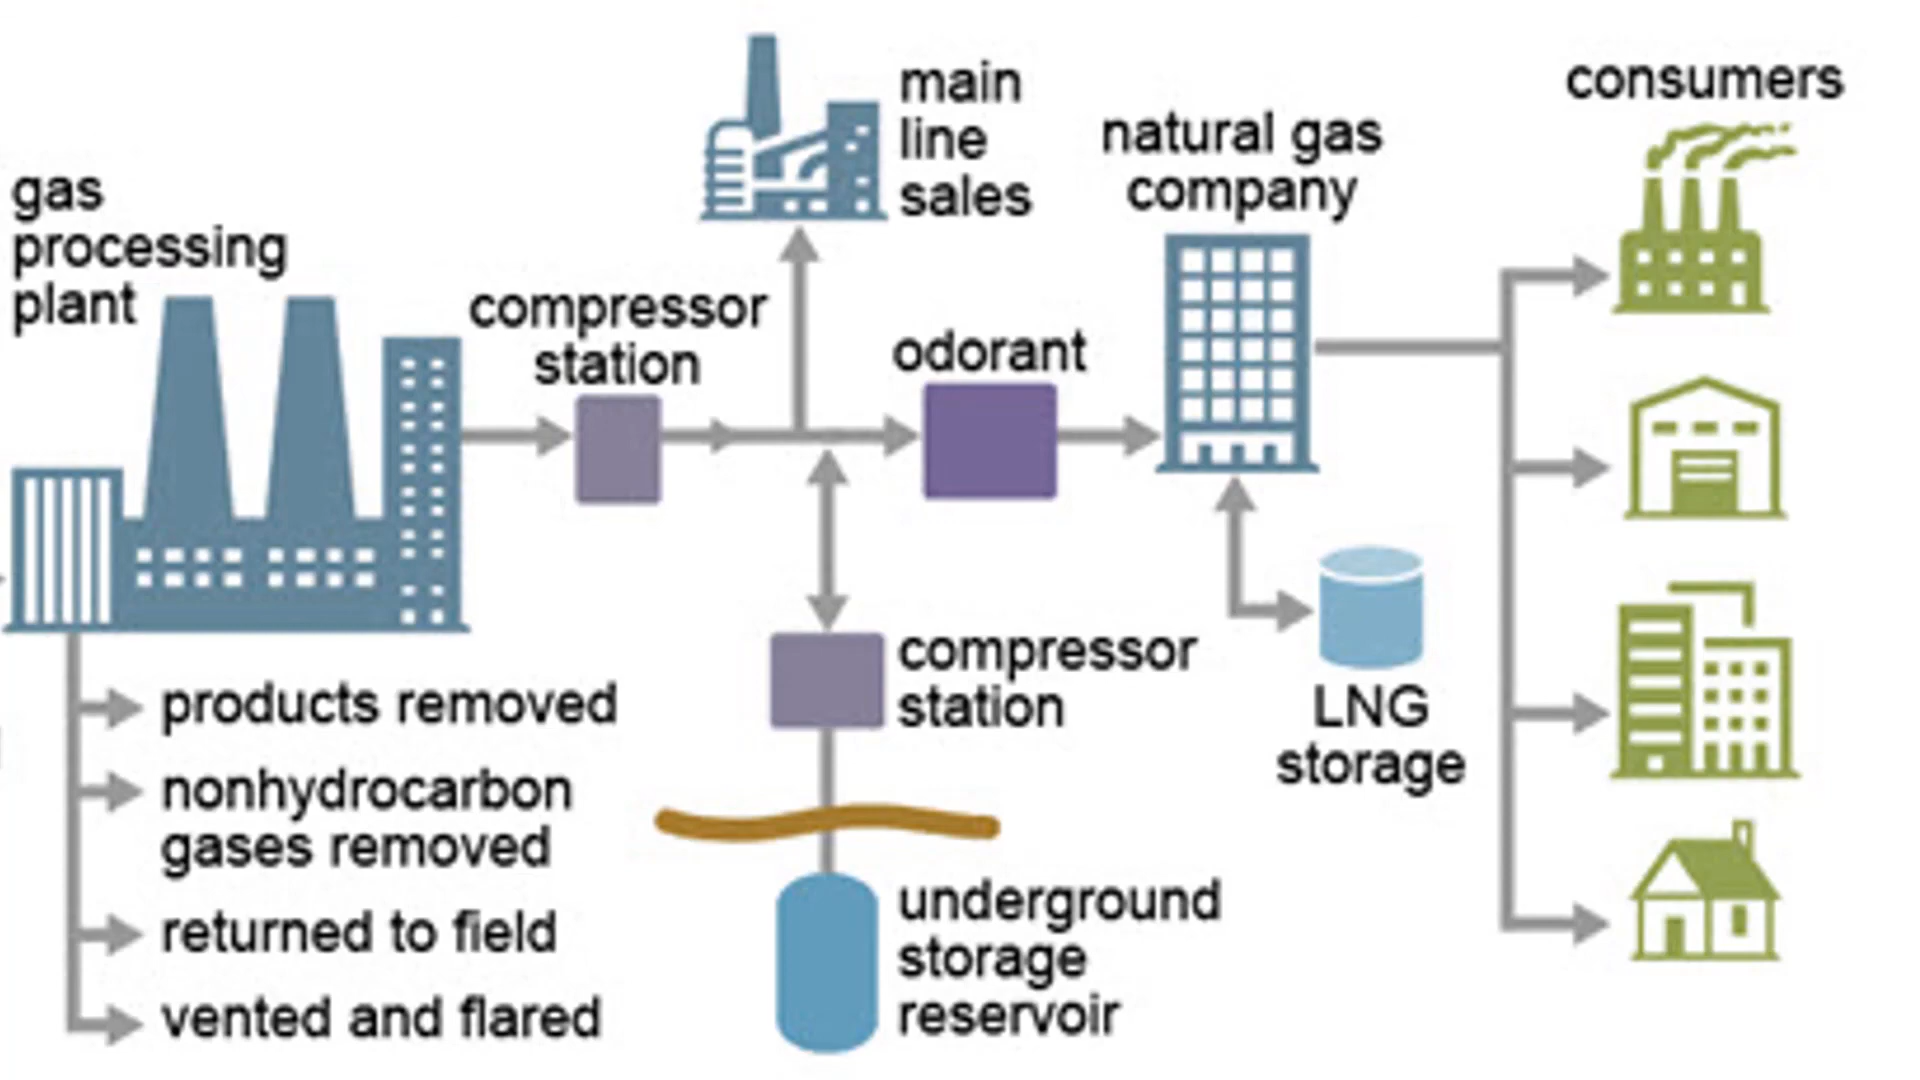 gas
processing
plant
compressor
station
main
line
sales
odorant
natural gas
company
consumers
products removed
nonhydrocarbon
gases removed
returned to field
vented and flared
compressor
station
underground
storage
reservoir
LNG
storage